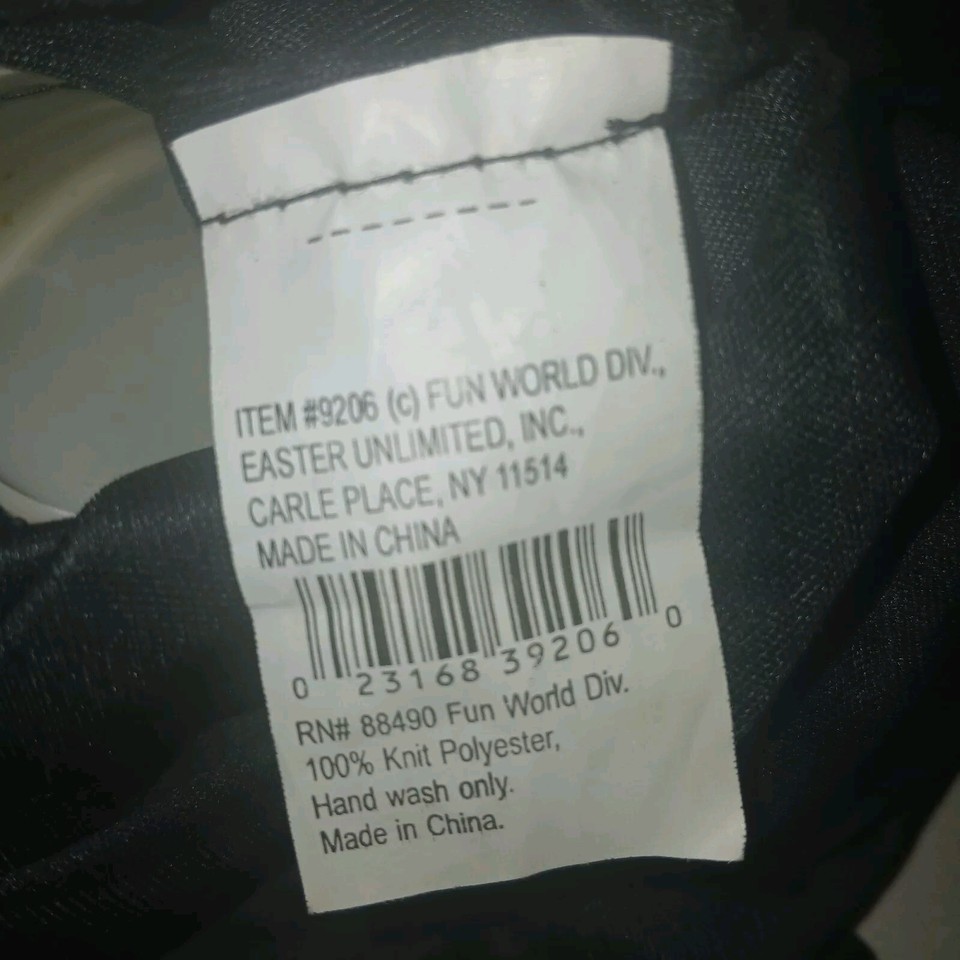 ITEM #9206 (c) FUN WORLD DIV.,
EASTER UNLIMITED, INC.,
CARLE PLACE, NY 11514
MADE IN CHINA
0 23168 39206 0
RN# 88490 Fun World Div.
100% Knit Polyester,
Hand wash only.
Made in China.